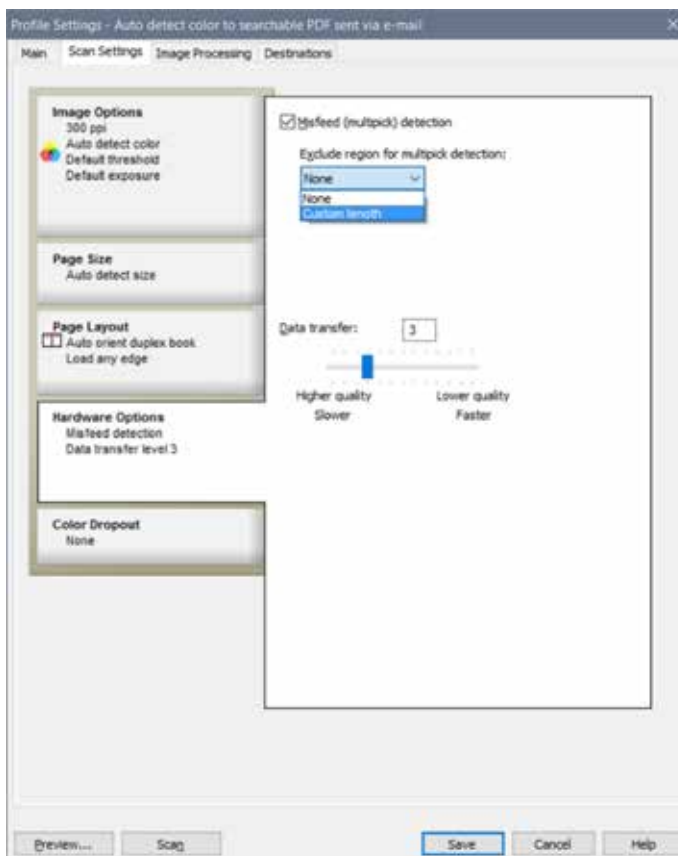 Profile Settings - Auto detect color to searchable PDF sent via e-mail
Main Scan Settings Image Processing Destinations
Image Options
300 ppi
Auto detect color
Default threshold
Default exposure
Page Size
Auto detect size
Page Layout
Auto orient duplex book
Load any edge
Hardware Options
Misfeed detection
Data transfer level 3
Color Dropout
None
Misfeed (multipick) detection
Exclude region for multipick detection:
None
None
Custom length
Data transfer: 3
Higher quality Lower quality
Slower Faster
Preview... Scan Save Cancel Help